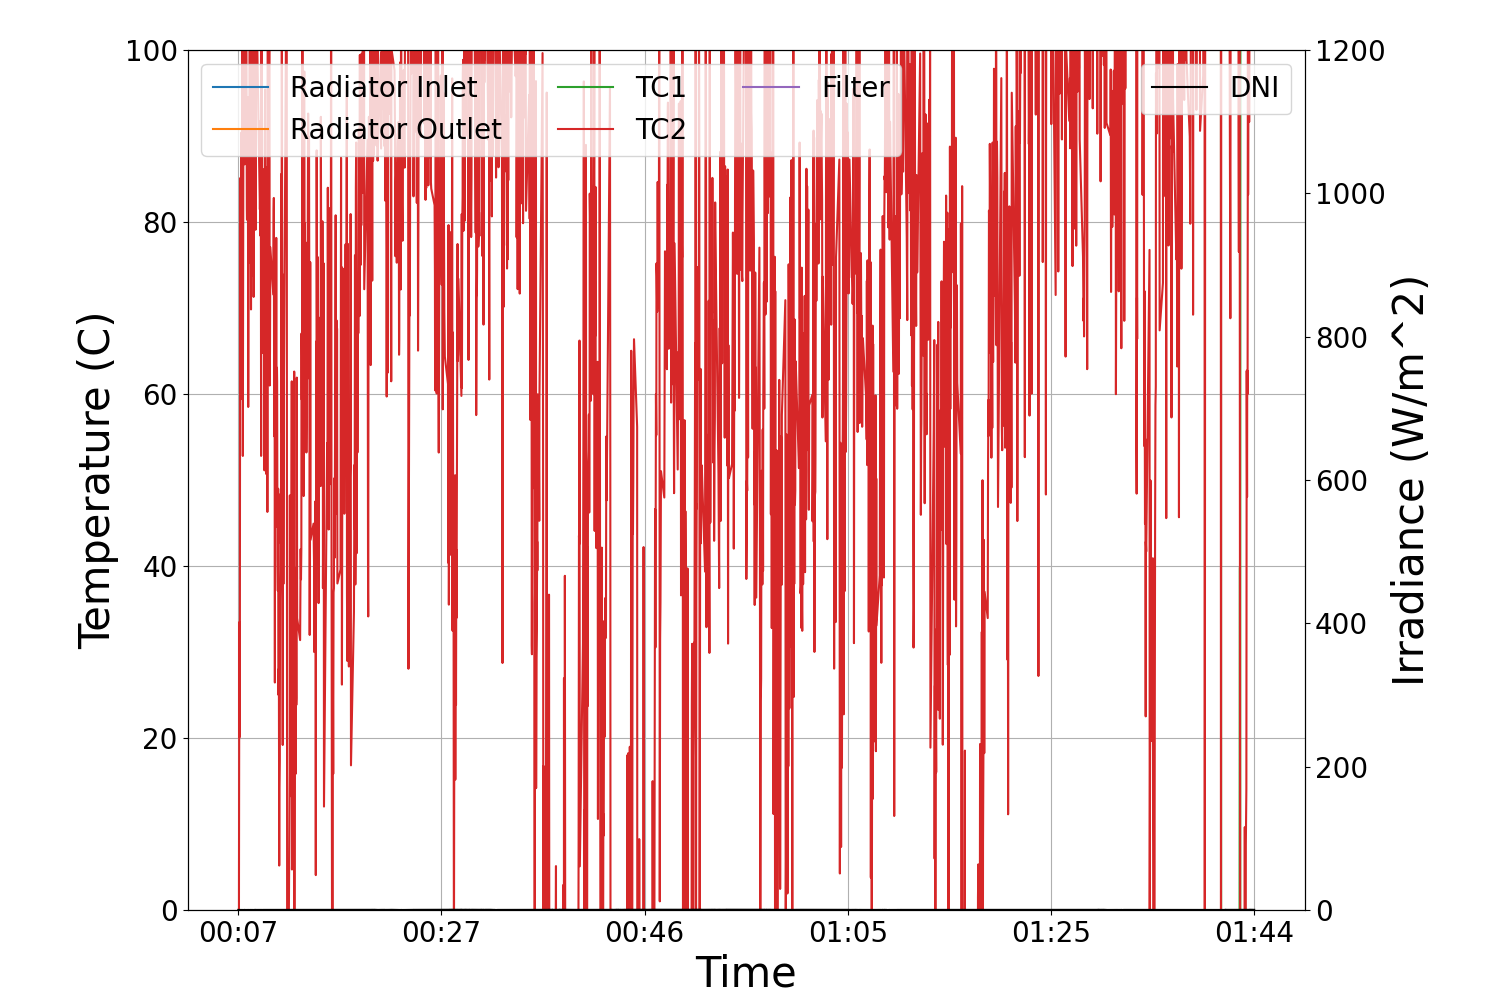 100
80
60
40
20
0
Temperature (C)
Radiator Inlet
Radiator Outlet
TC1
TC2
Filter
DNI
1200
1000
800
600
400
200
0
Irradiance (W/m^2)
00:07
00:27
00:46
01:05
01:25
01:44
Time